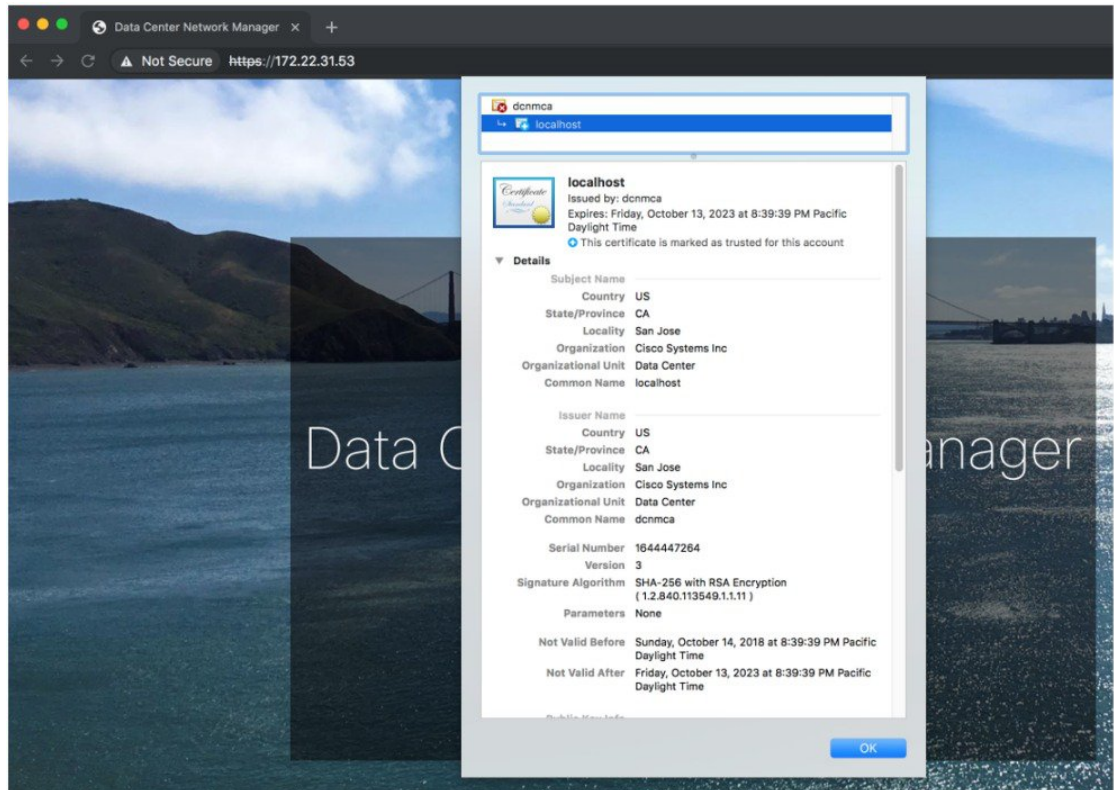 Data Center Network Manager
Not Secure https://172.22.31.53
dcnmca
localhost
Certificate
Standard
localhost
Issued by: dcnmca
Expires: Friday, October 13, 2023 at 8:39:39 PM Pacific
Daylight Time
This certificate is marked as trusted for this account
Details
Subject Name
Country US
State/Province CA
Locality San Jose
Organization Cisco Systems Inc
Organizational Unit Data Center
Common Name localhost
Issuer Name
Country US
State/Province CA
Locality San Jose
Organization Cisco Systems Inc
Organizational Unit Data Center
Common Name dcnmca
Serial Number 1644447264
Version 3
Signature Algorithm SHA-256 with RSA Encryption
( 1.2.840.113549.1.1.11 )
Parameters None
Not Valid Before Sunday, October 14, 2018 at 8:39:39 PM Pacific
Daylight Time
Not Valid After Friday, October 13, 2023 at 8:39:39 PM Pacific
Daylight Time
Public Key Info
OK
Data C anager